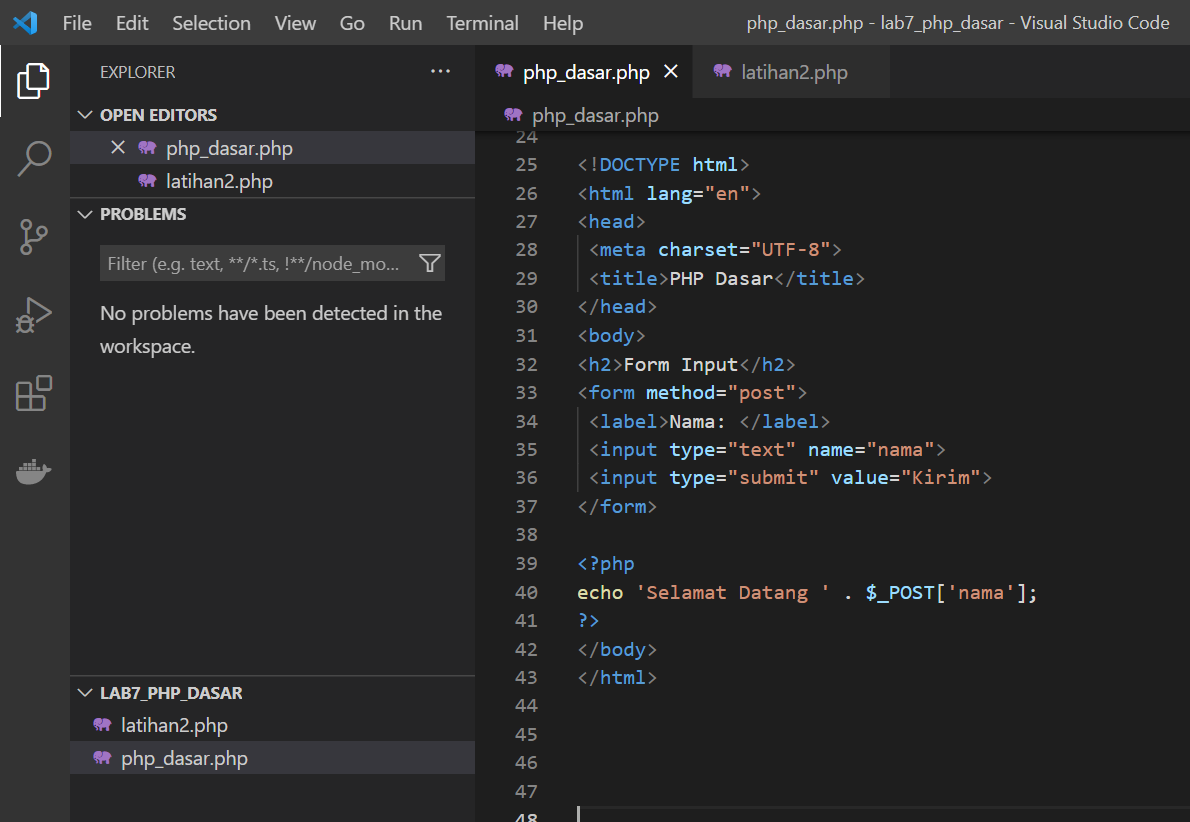 File Edit Selection View Go Run Terminal Help php_dasar.php - lab7_php_dasar - Visual Studio Code
EXPLORER ...
OPEN EDITORS
php_dasar.php
latihan2.php
PROBLEMS
Filter (e.g. text, **/*.ts, !**/node_mo...
No problems have been detected in the
workspace.
LAB7_PHP_DASAR
latihan2.php
php_dasar.php
php_dasar.php latihan2.php
php_dasar.php
24
25 <!DOCTYPE html>
26 <html lang="en">
27 <head>
28 <meta charset="UTF-8">
29 <title>PHP Dasar</title>
30 </head>
31 <body>
32 <h2>Form Input</h2>
33 <form method="post">
34 <label>Nama: </label>
35 <input type="text" name="nama">
36 <input type="submit" value="Kirim">
37 </form>
38
39 <?php
40 echo 'Selamat Datang ' . $_POST['nama'];
41 ?>
42 </body>
43 </html>
44
45
46
47
48